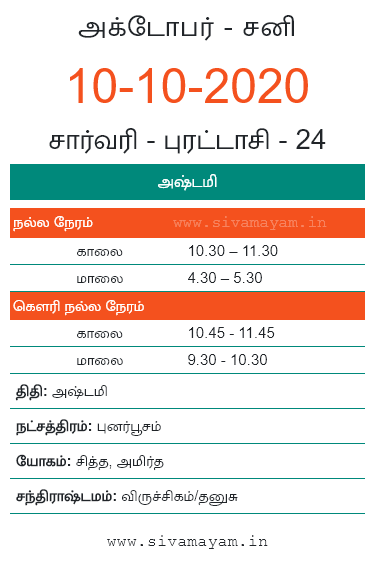 அக்டோபர் - சனி
10-10-2020
சார்வரி - புரட்டாசி - 24
அஷ்டமி
நல்ல நேரம் www.sivamayam.in
காலை 10.30 – 11.30
மாலை 4.30 – 5.30
கௌரி நல்ல நேரம்
காலை 10.45 - 11.45
மாலை 9.30 - 10.30
திதி: அஷ்டமி
நட்சத்திரம்: புனர்பூசம்
யோகம்: சித்த, அமிர்த
சந்திராஷ்டமம்: விருச்சிகம்/தனுசு
www.sivamayam.in